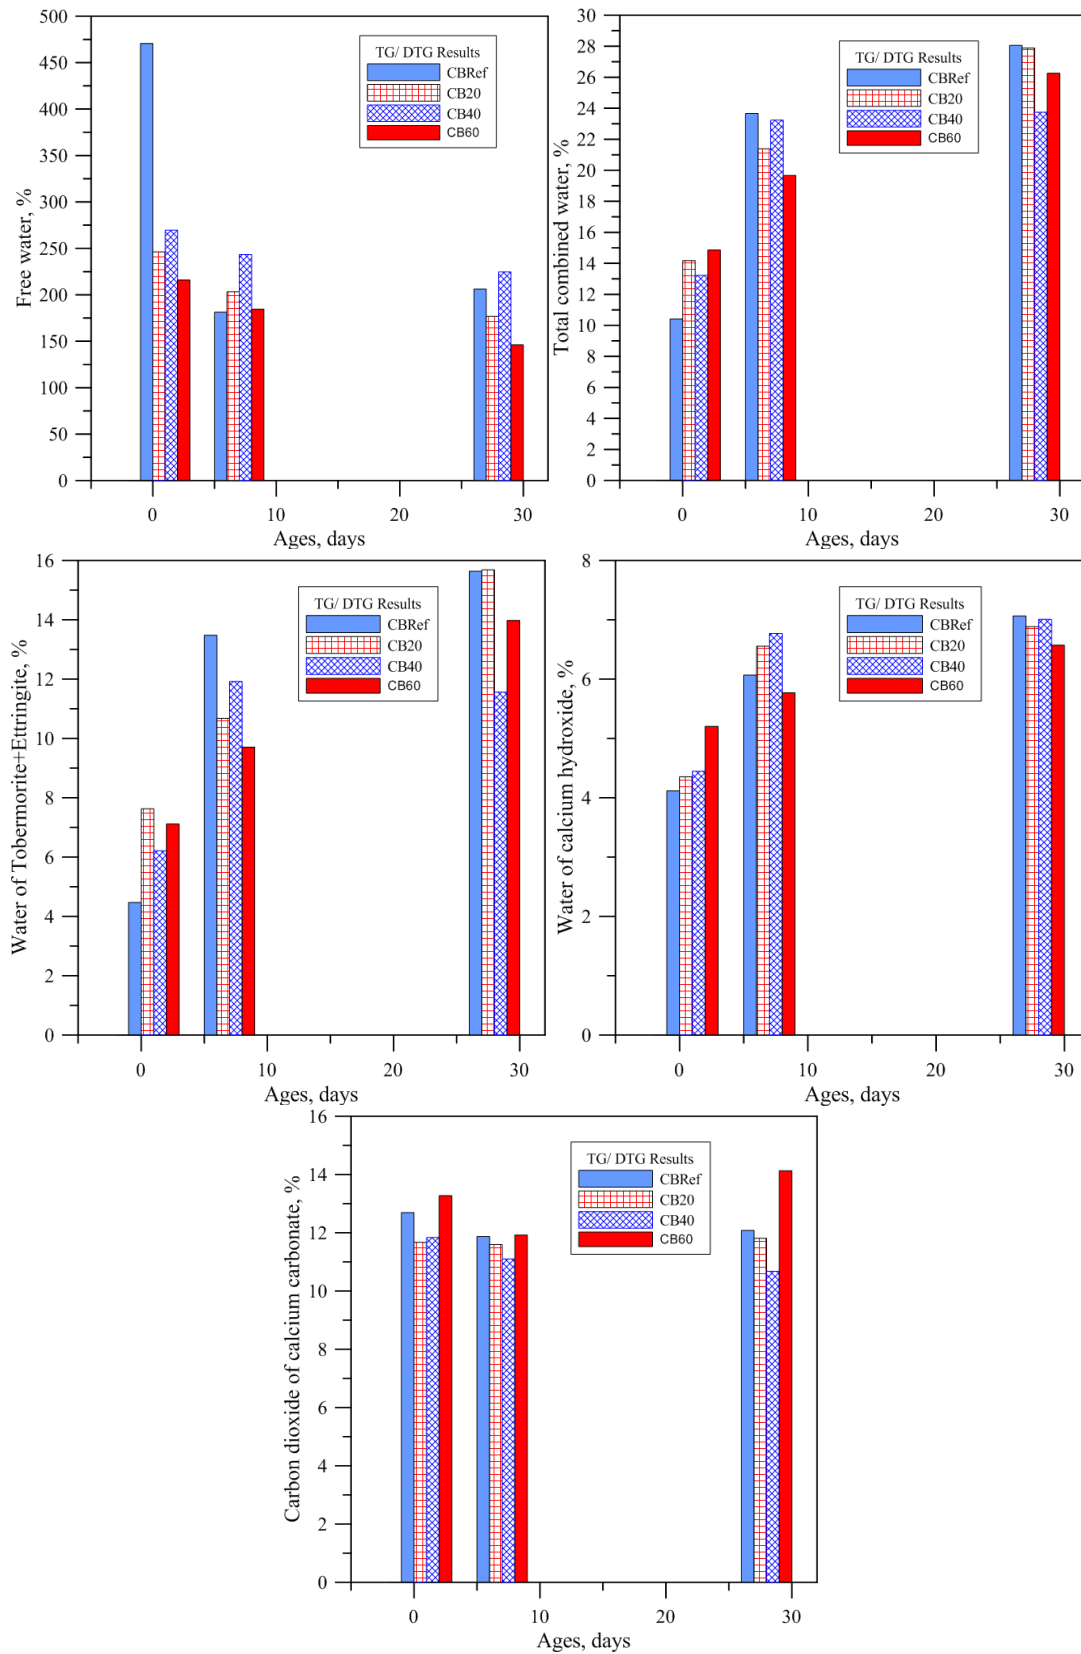 500
450
400
350
300
250
200
150
100
50
0
Free water, %
TG/ DTG Results
CBRef
CB20
CB40
CB60
0 10 20 30
Ages, days
30
28
26
24
22
20
18
16
14
12
10
8
6
4
2
0
Total combined water, %
TG/ DTG Results
CBRef
CB20
CB40
CB60
0 10 20 30
Ages, days
16
14
12
10
8
6
4
2
0
Water of Tobermorite+Ettringite, %
TG/ DTG Results
CBRef
CB20
CB40
CB60
0 10 20 30
Ages, days
8
6
4
2
0
Water of calcium hydroxide, %
TG/ DTG Results
CBRef
CB20
CB40
CB60
0 10 20 30
Ages, days
16
14
12
10
8
6
4
2
0
Carbon dioxide of calcium carbonate, %
TG/ DTG Results
CBRef
CB20
CB40
CB60
0 10 20 30
Ages, days